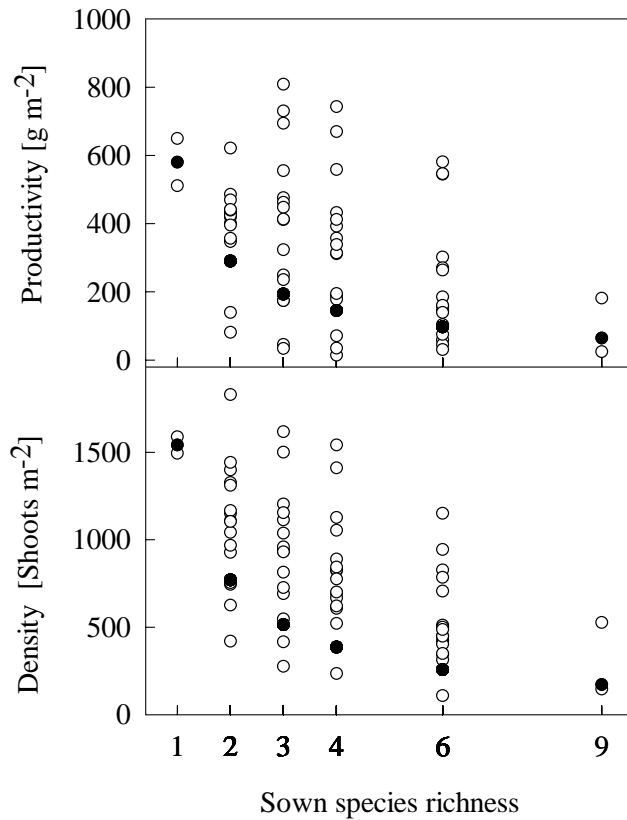 1000
800
600
400
200
0
Productivity [g m-2]
1500
1000
500
0
Density [Shoots m-2]
1 2 3 4 6 9
Sown species richness